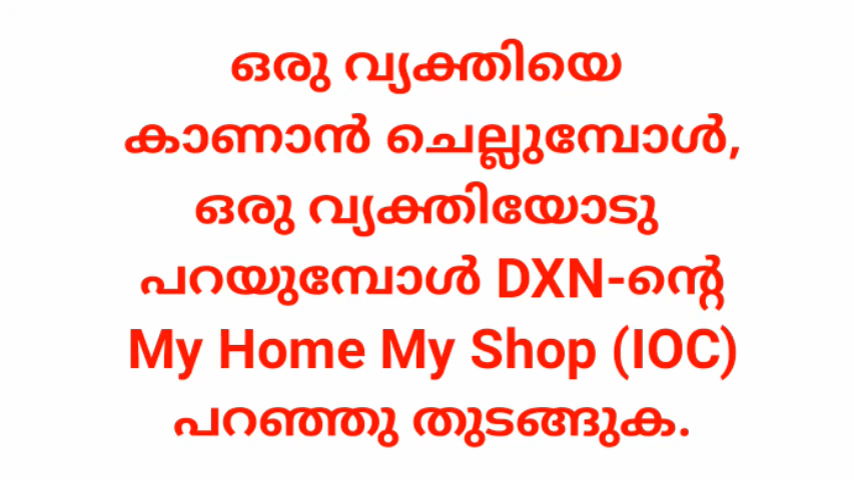 ഒരു വ്യക്തിയെ
കാണാൻ ചെല്ലുമ്പോൾ,
ഒരു വ്യക്തിയോടു
പറയുമ്പോൾ DXN-ന്റെ
My Home My Shop (IOC)
പറഞ്ഞു തുടങ്ങുക.